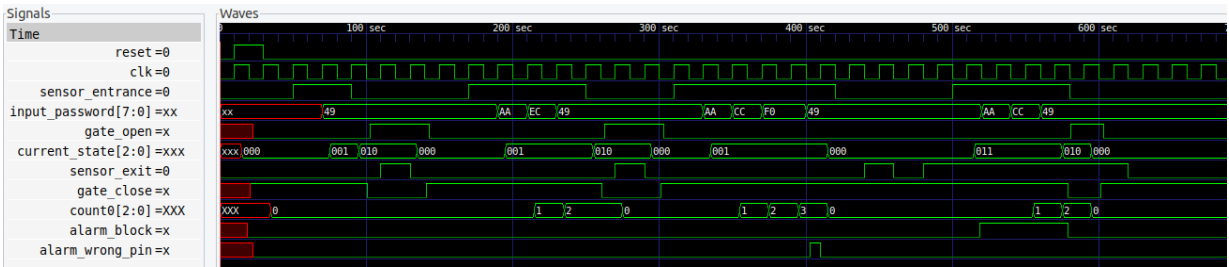 Signals
Waves
Time
100 sec 200 sec 300 sec 400 sec 500 sec 600 sec
reset=0
clk=0
sensor_entrance=0
input_password[7:0]=xx xx 49 AA EC 49 AA CC F0 49 AA CC 49
gate_open=x
current_state[2:0]=xxx xxx 000 001 010 000 001 010 000 001 000 011 010 000
sensor_exit=0
gate_close=x
count0[2:0]=XXX XXX 0 1 2 0 1 2 3 0 1 2 0
alarm_block=x
alarm_wrong_pin=x